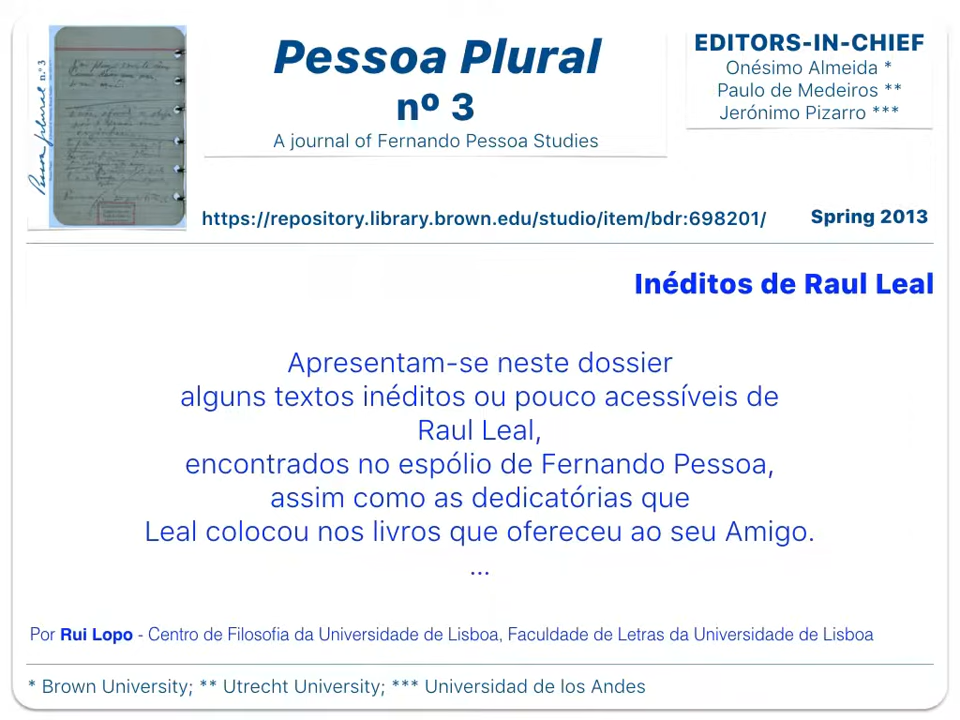 Pessoa plural n.º 3
Pessoa Plural
nº 3
A journal of Fernando Pessoa Studies
EDITORS-IN-CHIEF
Onésimo Almeida *
Paulo de Medeiros **
Jerónimo Pizarro ***
https://repository.library.brown.edu/studio/item/bdr:698201/
Spring 2013
Inéditos de Raul Leal
Apresentam-se neste dossier
alguns textos inéditos ou pouco acessíveis de
Raul Leal,
encontrados no espólio de Fernando Pessoa,
assim como as dedicatórias que
Leal colocou nos livros que ofereceu ao seu Amigo.
...
Por Rui Lopo - Centro de Filosofia da Universidade de Lisboa, Faculdade de Letras da Universidade de Lisboa
* Brown University; ** Utrecht University; *** Universidad de los Andes